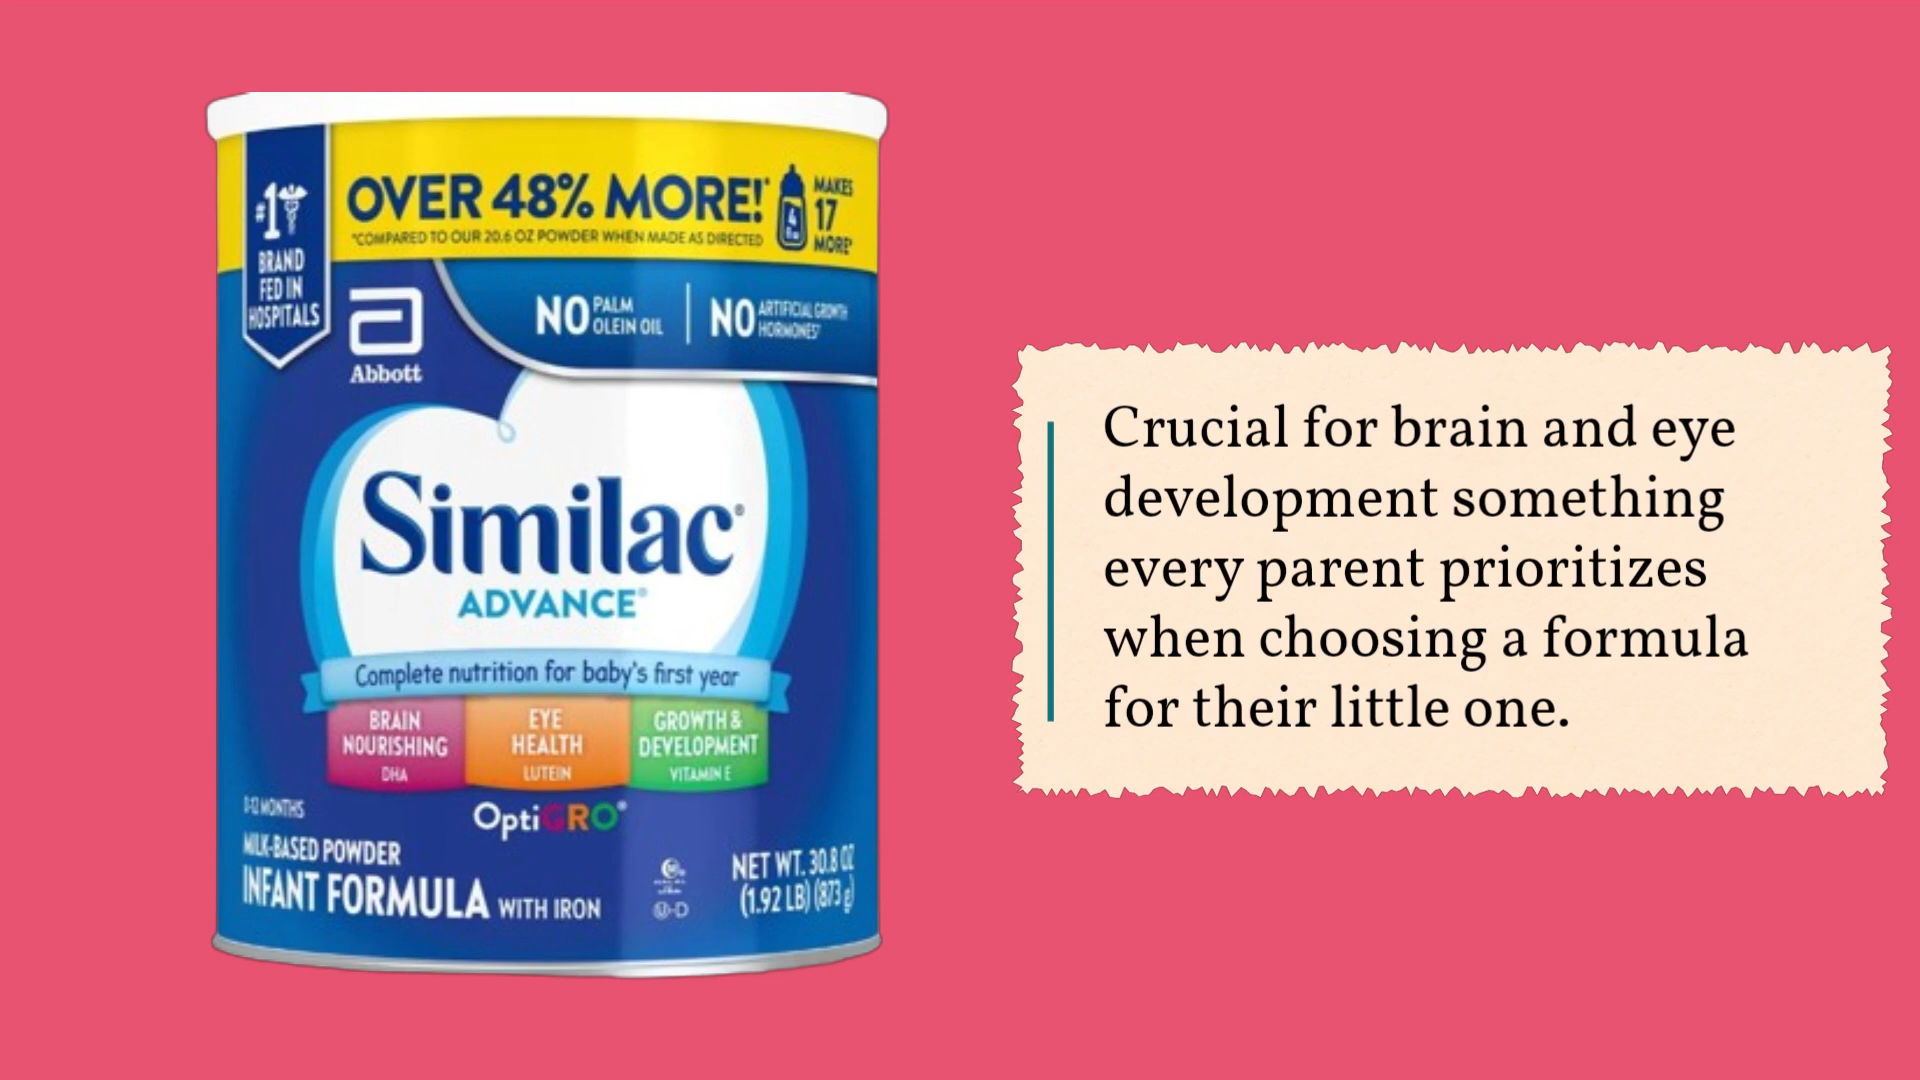 OVER 48% MORE!*
*COMPARED TO OUR 20.6 OZ POWDER WHEN MADE AS DIRECTED
MAKES
17
MORE*
#1
BRAND
FED IN
HOSPITALS
Abbott
NO PALM OLEIN OIL
NO ARTIFICIAL GROWTH HORMONES
Similac®
ADVANCE®
Complete nutrition for baby's first year
BRAIN
NOURISHING
DHA
EYE
HEALTH
LUTEIN
GROWTH &
DEVELOPMENT
VITAMIN E
OptiGRO®
0-12 MONTHS
MILK-BASED POWDER
INFANT FORMULA WITH IRON
NET WT. 30.8 OZ
(1.92 LB) (873 g)
Crucial for brain and eye
development something
every parent prioritizes
when choosing a formula
for their little one.